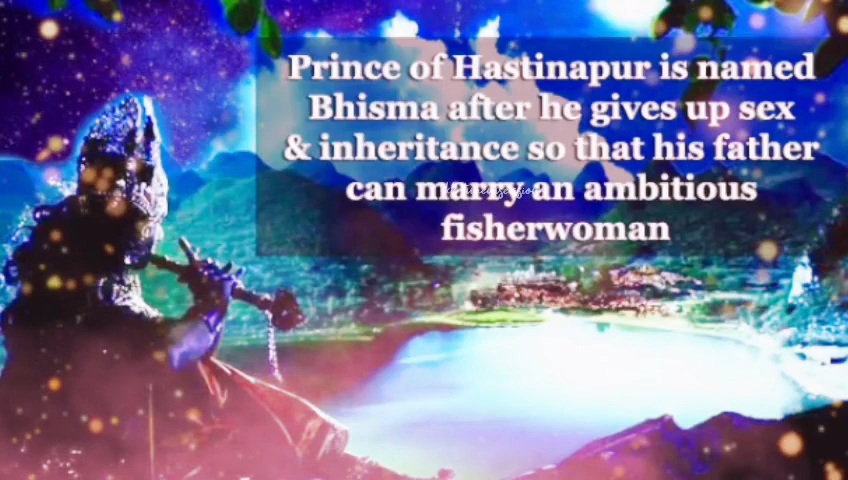 Prince of Hastinapur is named
Bhisma after he gives up sex
& inheritance so that his father
can marry an ambitious
fisherwoman